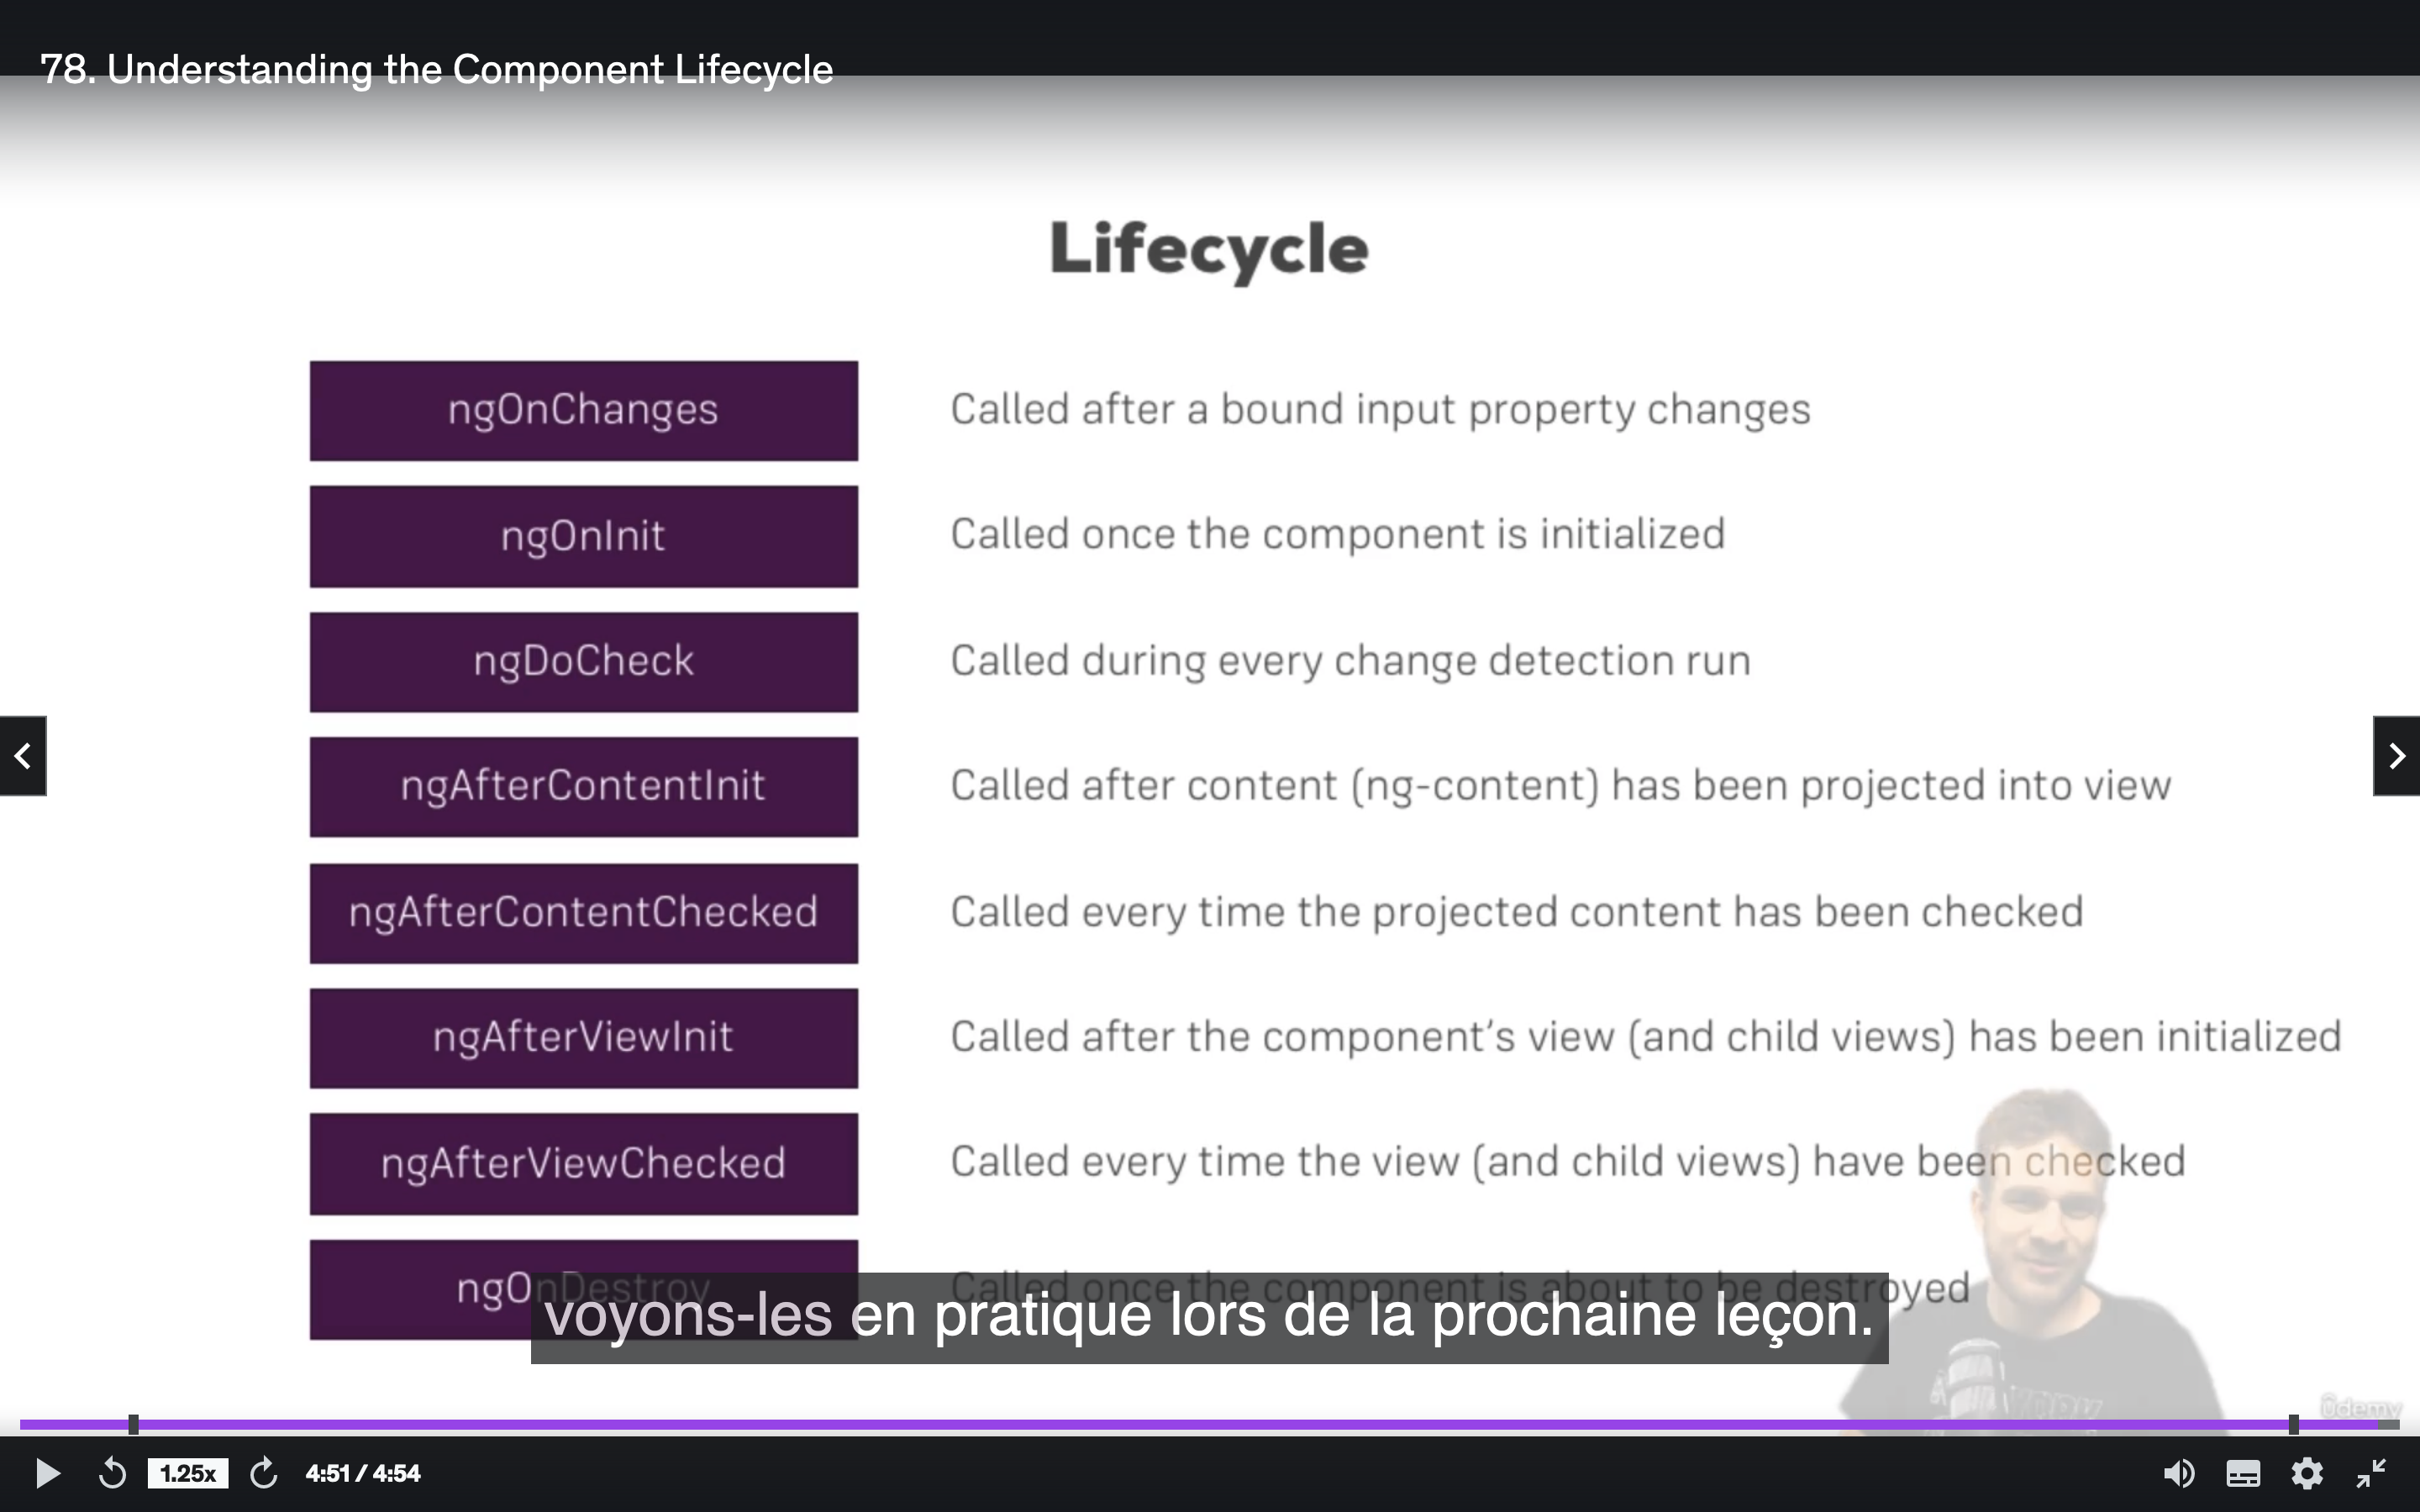 78. Understanding the Component Lifecycle
Lifecycle
ngOnChanges Called after a bound input property changes
ngOnInit Called once the component is initialized
ngDoCheck Called during every change detection run
ngAfterContentInit Called after content (ng-content) has been projected into view
ngAfterContentChecked Called every time the projected content has been checked
ngAfterViewInit Called after the component's view (and child views) has been initialized
ngAfterViewChecked Called every time the view (and child views) have been checked
ngOnDestroy Called once the component is about to be destroyed
voyons-les en pratique lors de la prochaine leçon.
ûdemy
1.25x 4:51 / 4:54